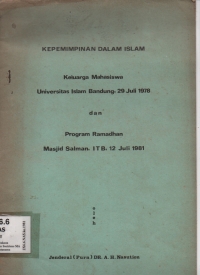 KEPEMIMPINAN DALAM ISLAM
Keluarga Mahasiswa
Universitas Islam Bandung: 29 Juli 1978
dan
Program Ramadhan
Masjid Salman. ITB. 12 Juli 1981
oleh
Jenderal (Purn) DR. A. H. Nasution